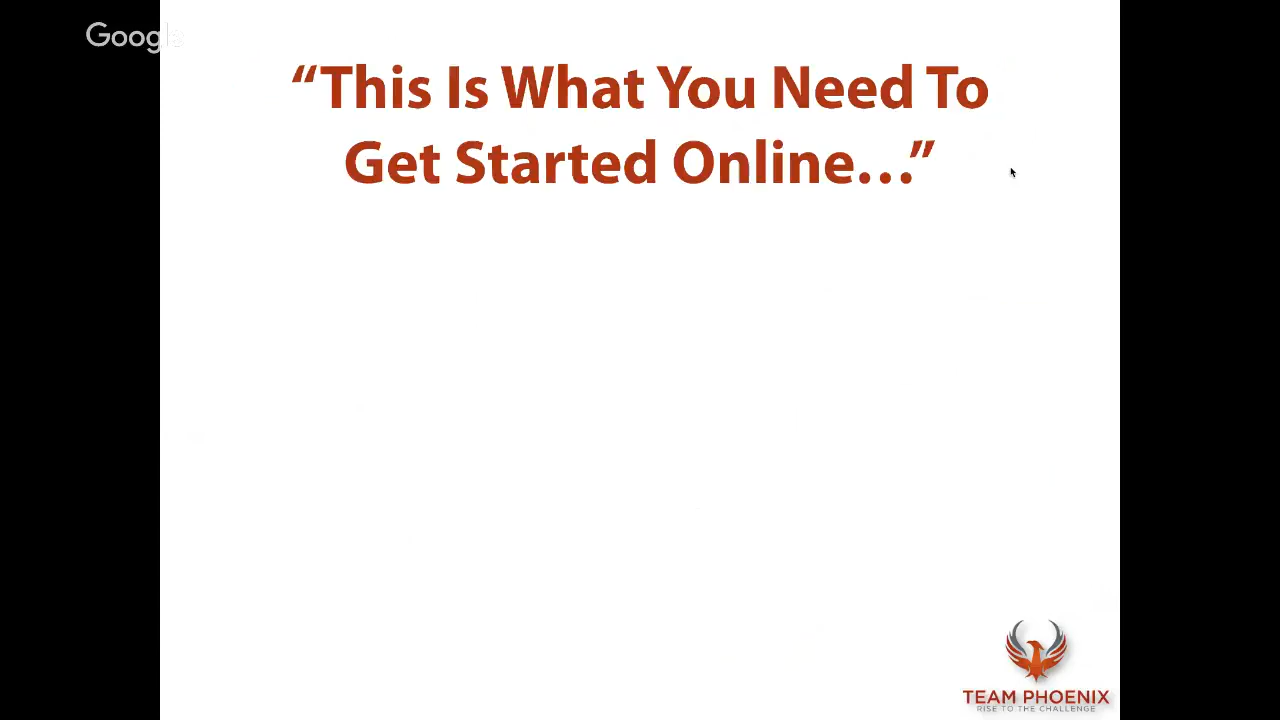 Google
“This Is What You Need To
Get Started Online…”
TEAM PHOENIX
RISE TO THE CHALLENGE